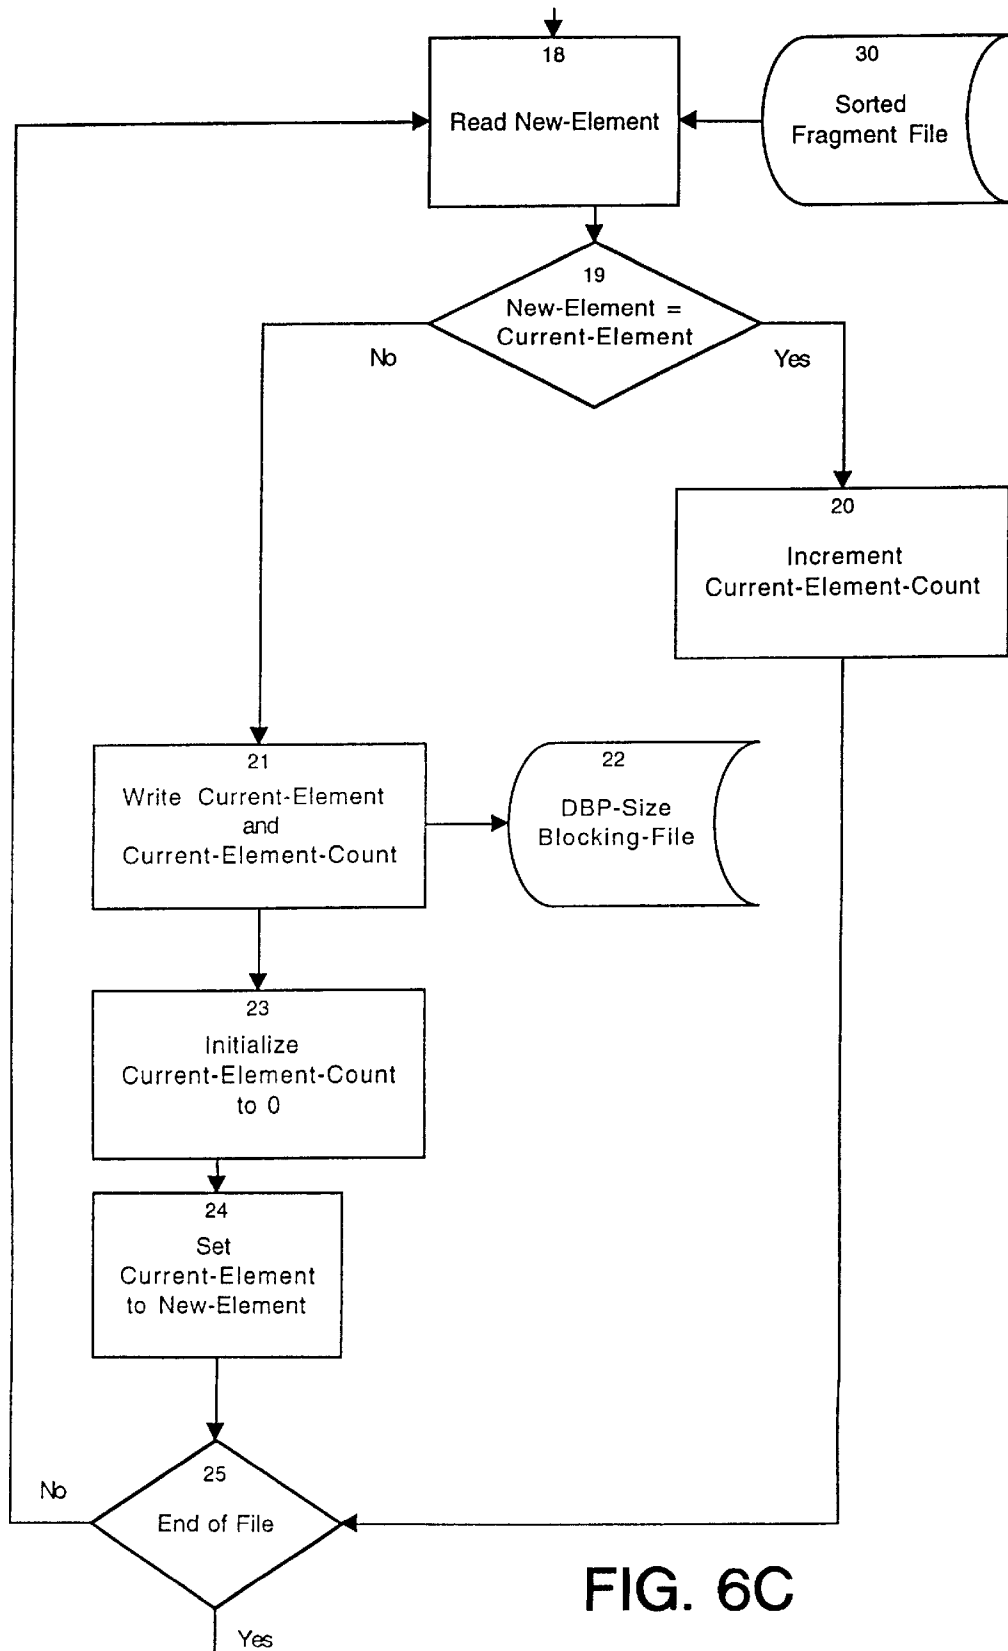 18
Read New-Element
30
Sorted
Fragment File
19
New-Element =
Current-Element
No
Yes
20
Increment
Current-Element-Count
21
Write Current-Element
and
Current-Element-Count
22
DBP-Size
Blocking-File
23
Initialize
Current-Element-Count
to 0
24
Set
Current-Element
to New-Element
25
End of File
No
Yes
FIG. 6C